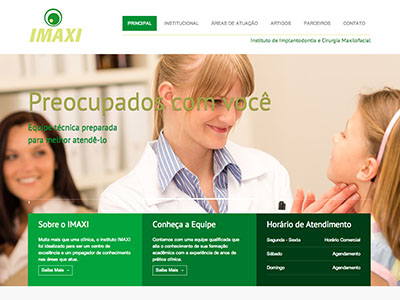 IMAXI
PRINCIPAL INSTITUCIONAL ÁREAS DE ATUAÇÃO ARTIGOS PARCEIROS CONTATO
Instituto de Implantodontia e Cirurgia Maxilofacial
Preocupados com você
Equipe técnica preparada
para melhor atendê-lo
Sobre o IMAXI
Muito mais que uma clínica, o Instituto IMAXI
foi idealizado para ser um centro de
excelência e um propagador de conhecimento
nas áreas que atua.
Saiba Mais →
Conheça a Equipe
Contamos com uma equipe qualificada que
alia o conhecimento de sua formação
acadêmica com a experiência de anos de
prática clínica.
Saiba Mais →
Horário de Atendimento
Segunda - Sexta Horário Comercial
Sábado Agendamento
Domingo Agendamento